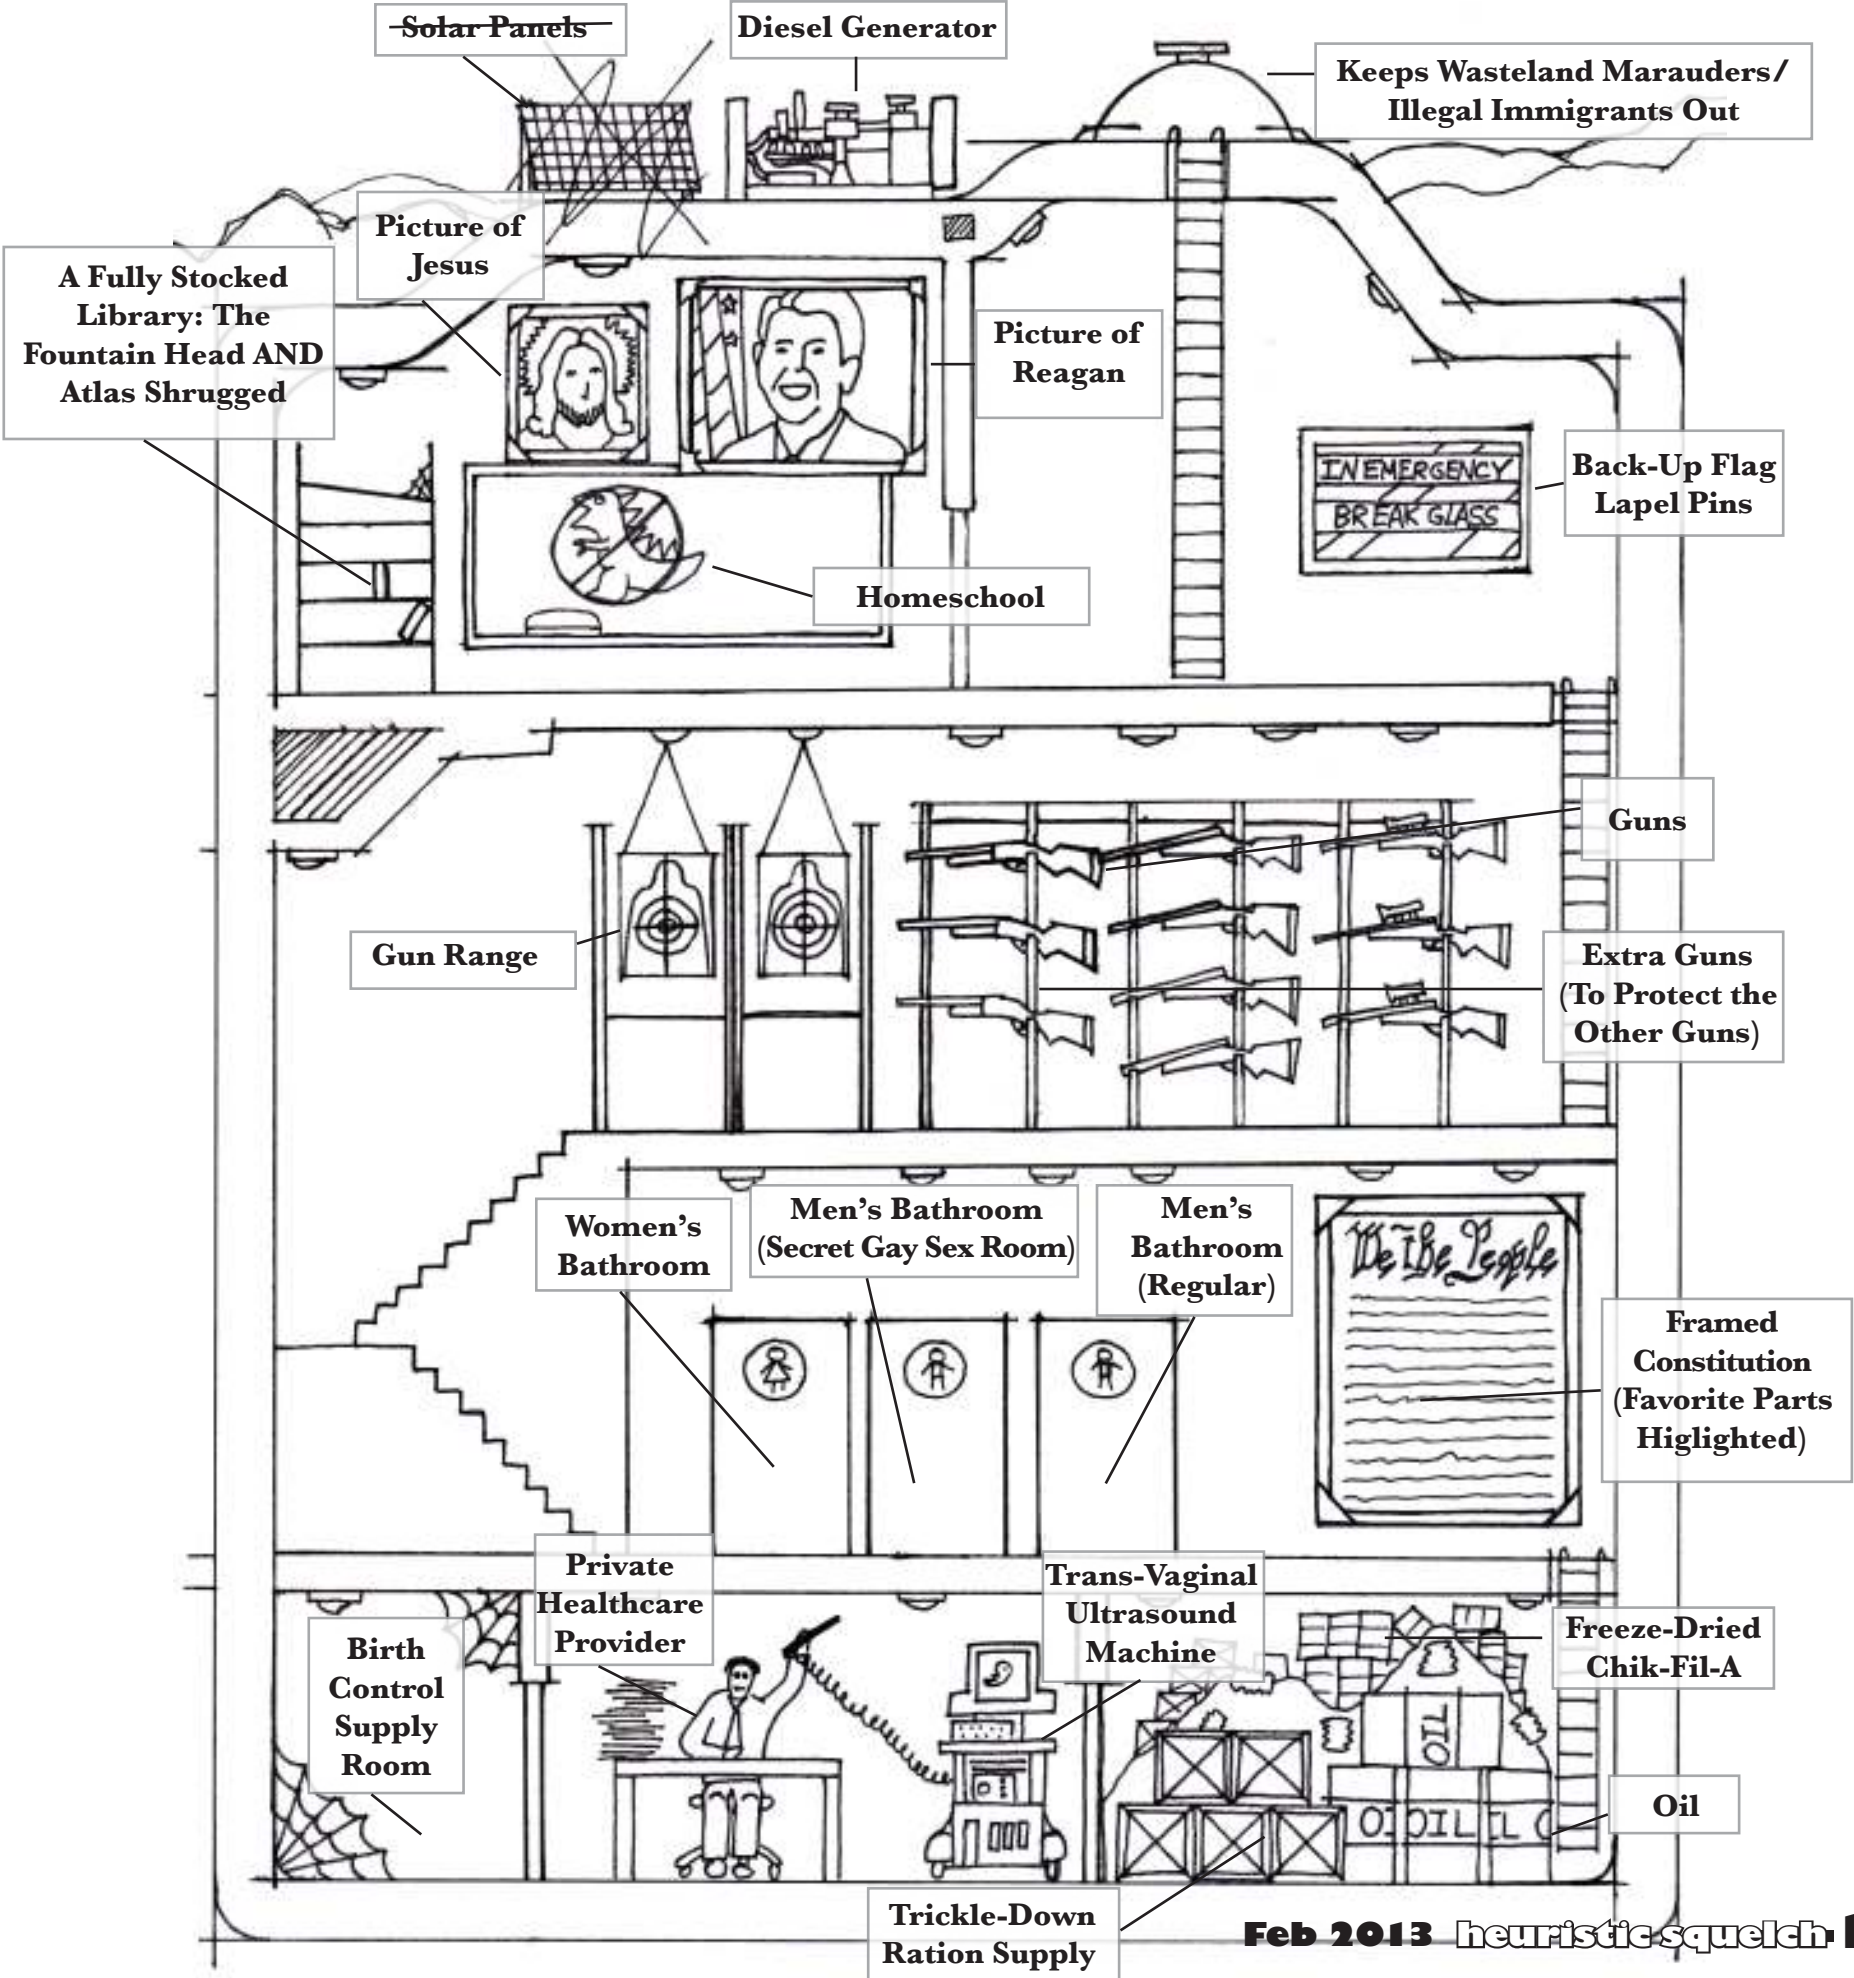 Solar Panels
Diesel Generator
Keeps Wasteland Marauders/
Illegal Immigrants Out
Picture of
Jesus
A Fully Stocked
Library: The
Fountain Head AND
Atlas Shrugged
Picture of
Reagan
IN EMERGENCY
BREAK GLASS
Back-Up Flag
Lapel Pins
Homeschool
Guns
Gun Range
Extra Guns
(To Protect the
Other Guns)
Women's
Bathroom
Men's Bathroom
(Secret Gay Sex Room)
Men's
Bathroom
(Regular)
We The People
Framed
Constitution
(Favorite Parts
Higlighted)
Private
Healthcare
Provider
Trans-Vaginal
Ultrasound
Machine
Birth
Control
Supply
Room
Freeze-Dried
Chik-Fil-A
OIL
OIL
Oil
Trickle-Down
Ration Supply
Feb 2013 heuristic squelch